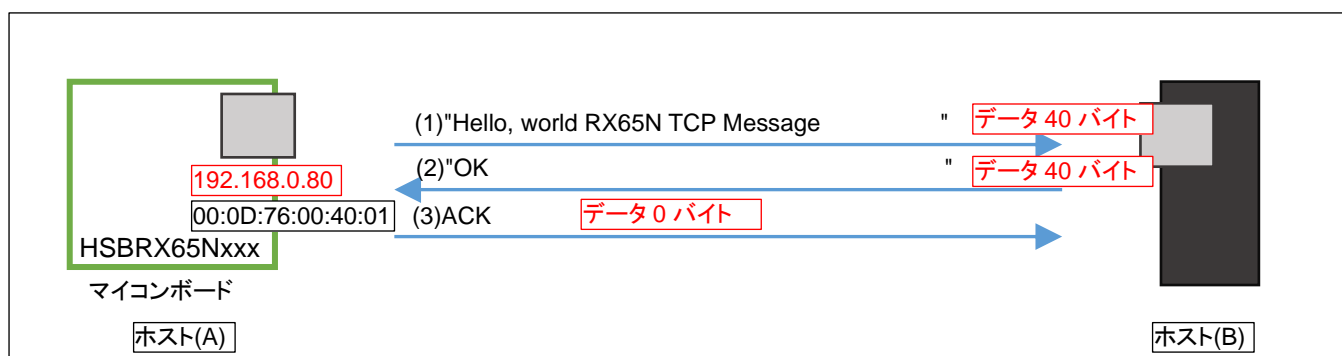 (1)"Hello, world RX65N TCP Message " データ 40 バイト
(2)"OK " データ 40 バイト
192.168.0.80
00:0D:76:00:40:01
(3)ACK データ 0 バイト
HSBRX65Nxxx
マイコンボード
ホスト(A)
ホスト(B)